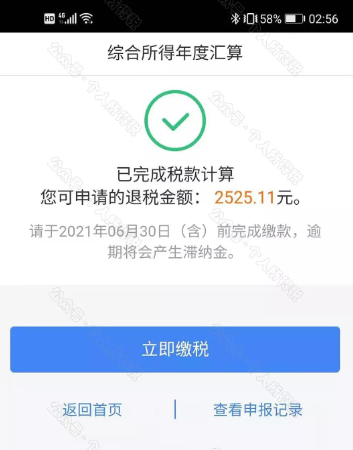 HD 4G 58% 02:56
综合所得年度汇算
已完成税款计算
您可申请的退税金额： 2525.11元。
请于2021年06月30日（含）前完成缴款，逾
期将会产生滞纳金。
立即缴税
返回首页 | 查看申报记录